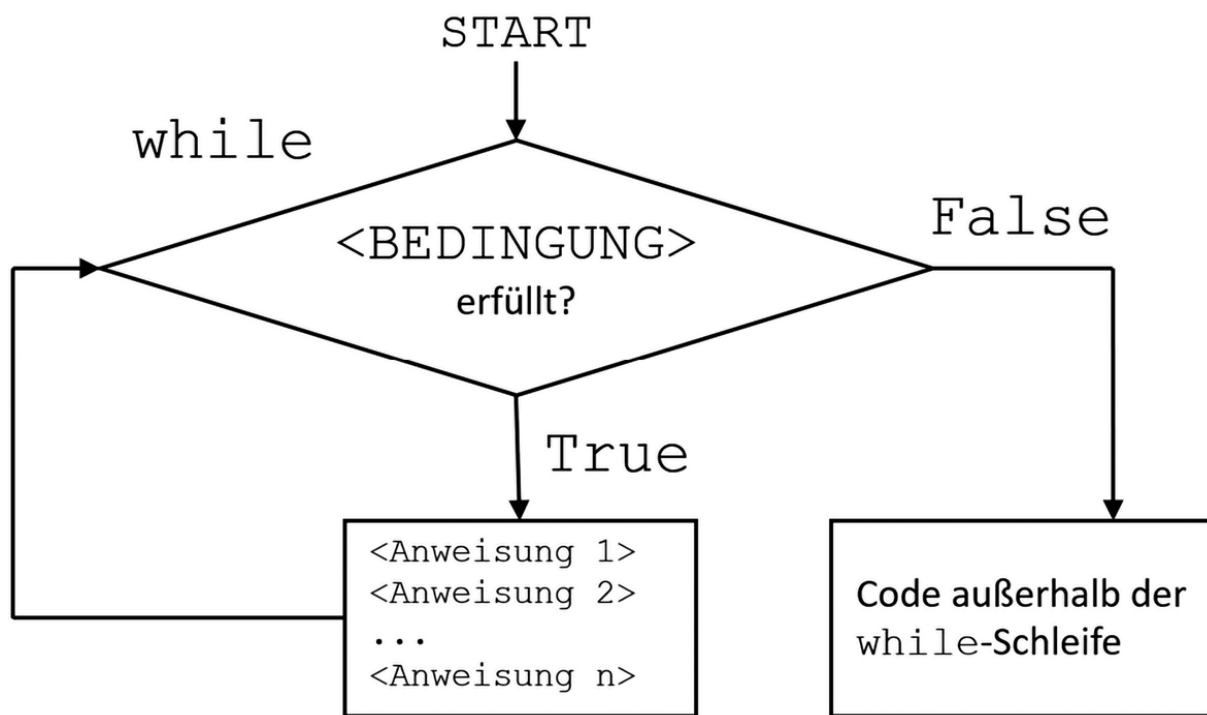 START
while
False
<BEDINGUNG>
erfüllt?
True
<Anweisung 1>
<Anweisung 2>
...
<Anweisung n>
Code außerhalb der
while-Schleife